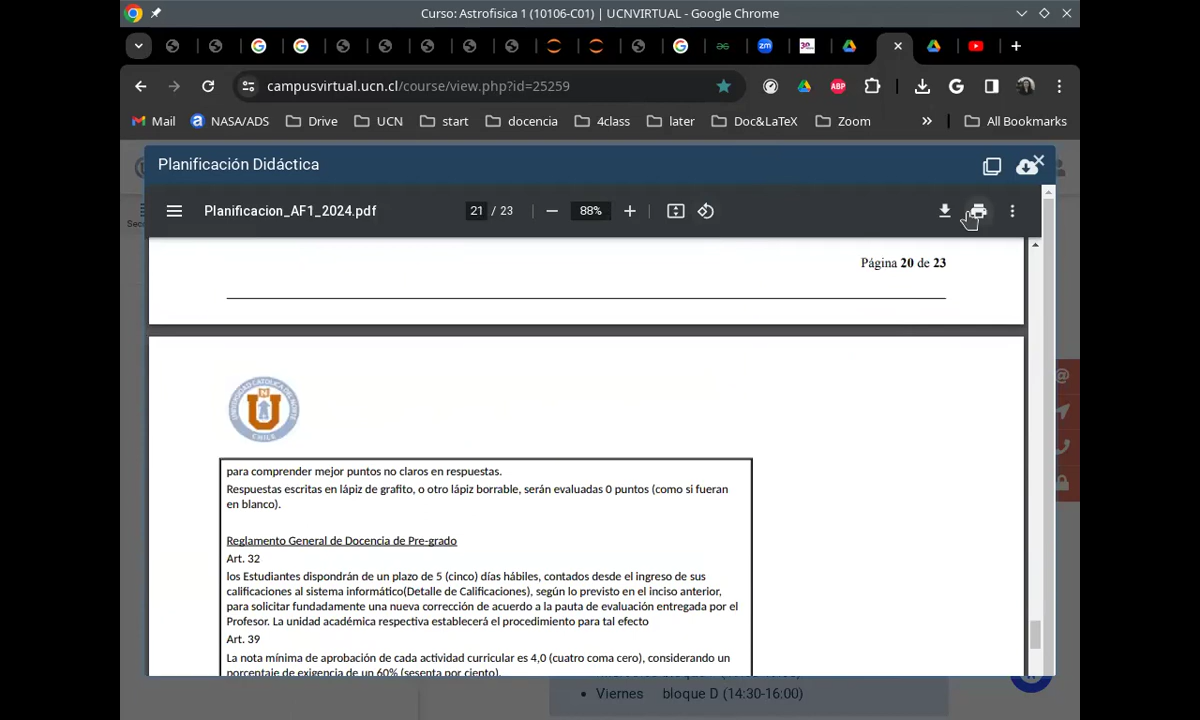 Curso: Astrofisica 1 (10106-C01) | UCNVIRTUAL - Google Chrome
campusvirtual.ucn.cl/course/view.php?id=25259
Mail NASA/ADS Drive UCN start docencia 4class later Doc&LaTeX Zoom » All Bookmarks
Planificación Didáctica
Planificacion_AF1_2024.pdf 21 / 23 88%
Página 20 de 23
UNIVERSIDAD CATOLICA DEL NORTE
CHILE
para comprender mejor puntos no claros en respuestas.
Respuestas escritas en lápiz de grafito, o otro lápiz borrable, serán evaluadas 0 puntos (como si fueran
en blanco).
Reglamento General de Docencia de Pre-grado
Art. 32
los Estudiantes dispondrán de un plazo de 5 (cinco) días hábiles, contados desde el ingreso de sus
calificaciones al sistema informático(Detalle de Calificaciones), según lo previsto en el inciso anterior,
para solicitar fundadamente una nueva corrección de acuerdo a la pauta de evaluación entregada por el
Profesor. La unidad académica respectiva establecerá el procedimiento para tal efecto
Art. 39
La nota mínima de aprobación de cada actividad curricular es 4,0 (cuatro coma cero), considerando un
porcentaje de exigencia de un 60% (sesenta por ciento).
Viernes bloque D (14:30-16:00)